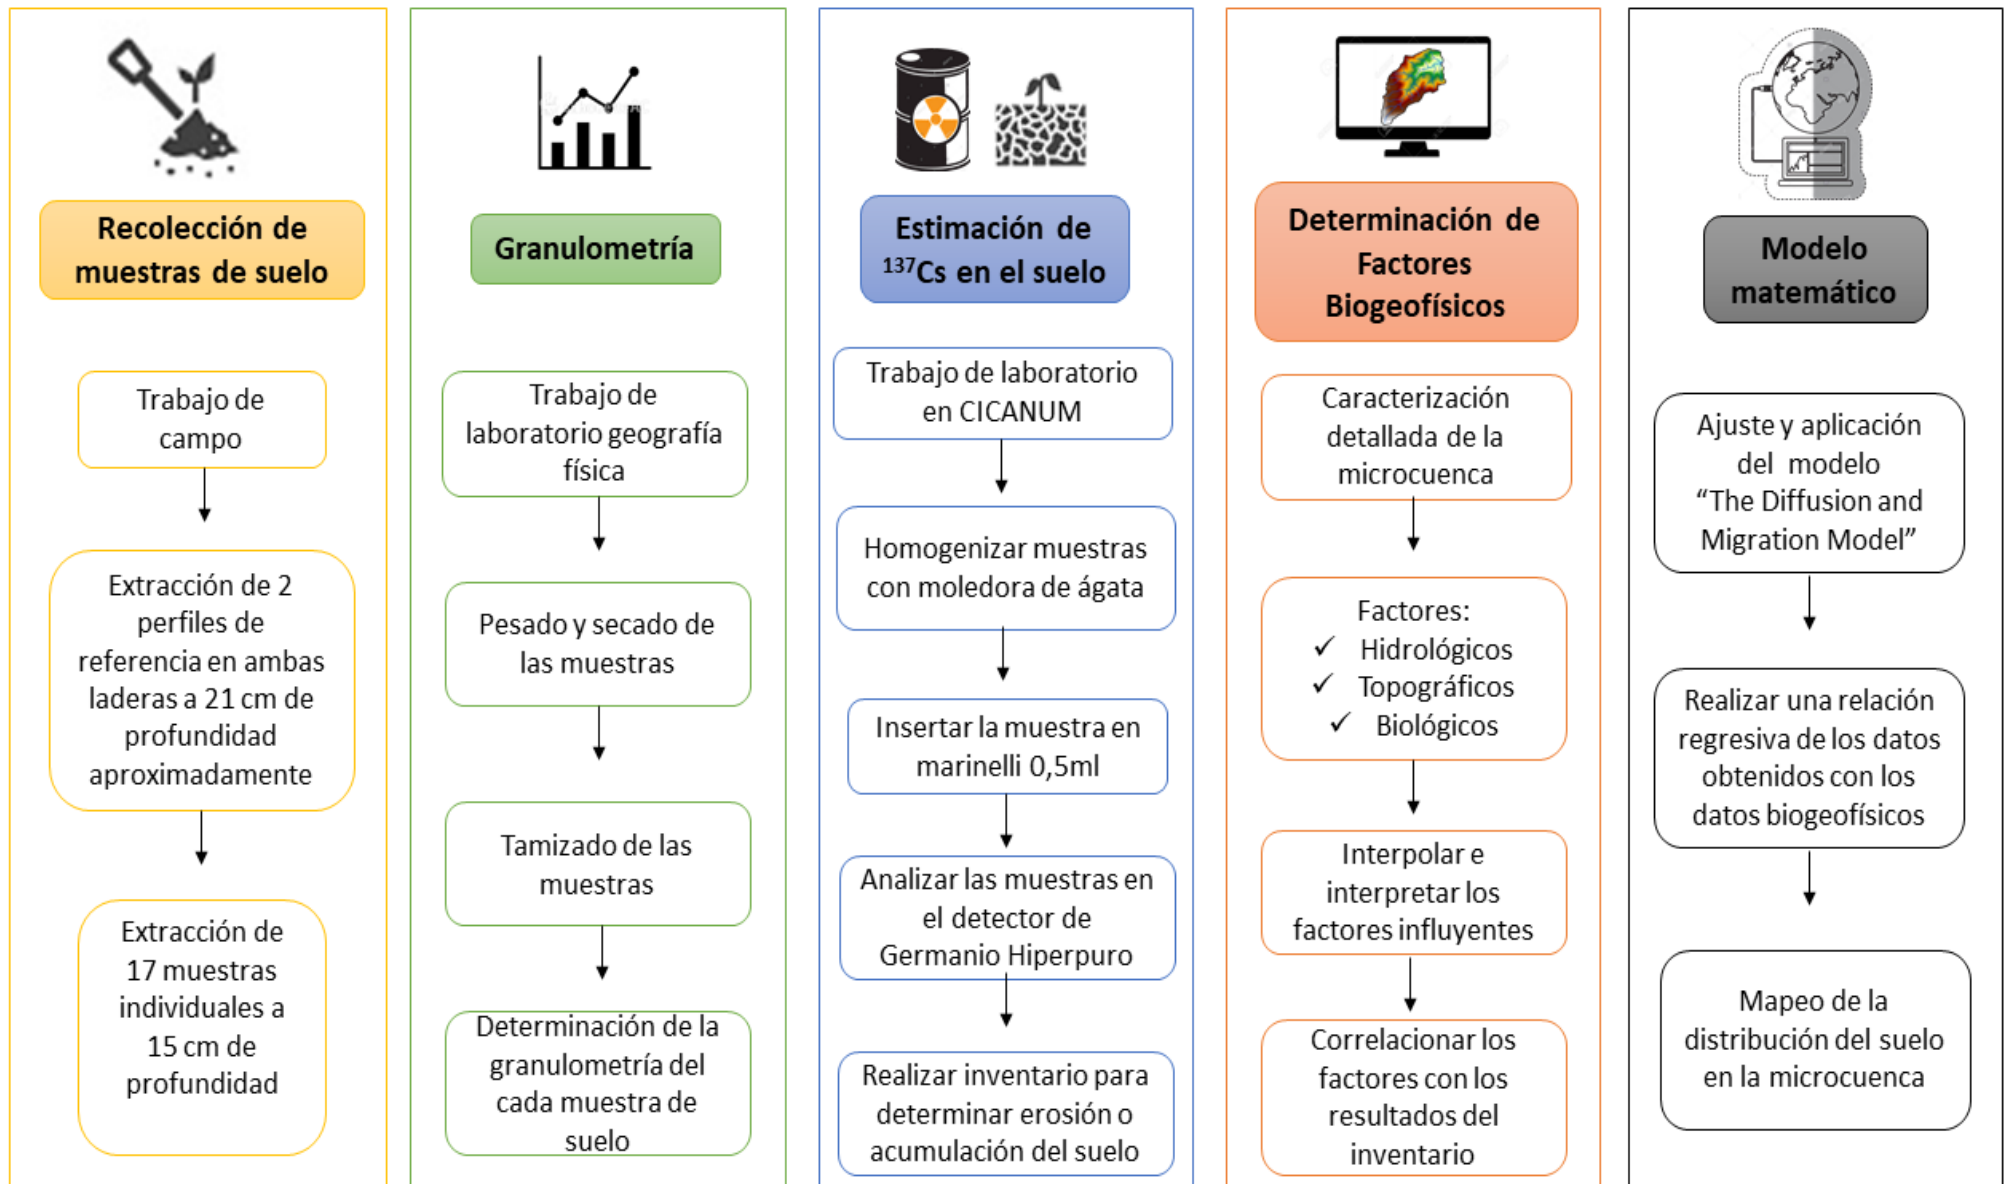 Recolección de
muestras de suelo
Trabajo de
campo
Extracción de 2
perfiles de
referencia en ambas
laderas a 21 cm de
profundidad
aproximadamente
Extracción de
17 muestras
individuales a
15 cm de
profundidad
Granulometría
Trabajo de
laboratorio geografía
física
Pesado y secado de
las muestras
Tamizado de las
muestras
Determinación de la
granulometría del
cada muestra de
suelo
Estimación de
¹³⁷Cs en el suelo
Trabajo de laboratorio
en CICANUM
Homogenizar muestras
con moledora de ágata
Insertar la muestra en
marinelli 0,5ml
Analizar las muestras en
el detector de
Germanio Hiperpuro
Realizar inventario para
determinar erosión o
acumulación del suelo
Determinación de
Factores
Biogeofísicos
Caracterización
detallada de la
microcuenca
Factores:
✓ Hidrológicos
✓ Topográficos
✓ Biológicos
Interpolar e
interpretar los
factores influyentes
Correlacionar los
factores con los
resultados del
inventario
Modelo
matemático
Ajuste y aplicación
del modelo
“The Diffusion and
Migration Model”
Realizar una relación
regresiva de los datos
obtenidos con los
datos biogeofísicos
Mapeo de la
distribución del suelo
en la microcuenca